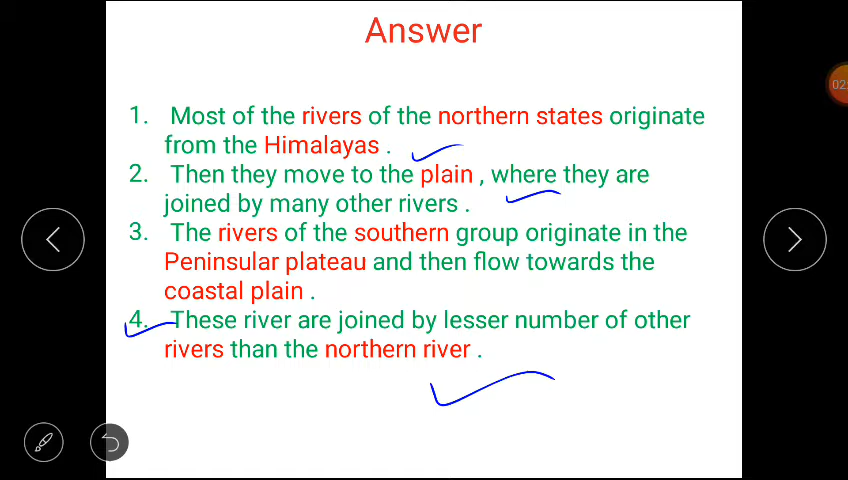 Answer
1. Most of the rivers of the northern states originate
from the Himalayas .
2. Then they move to the plain , where they are
joined by many other rivers .
3. The rivers of the southern group originate in the
Peninsular plateau and then flow towards the
coastal plain .
4. These river are joined by lesser number of other
rivers than the northern river .